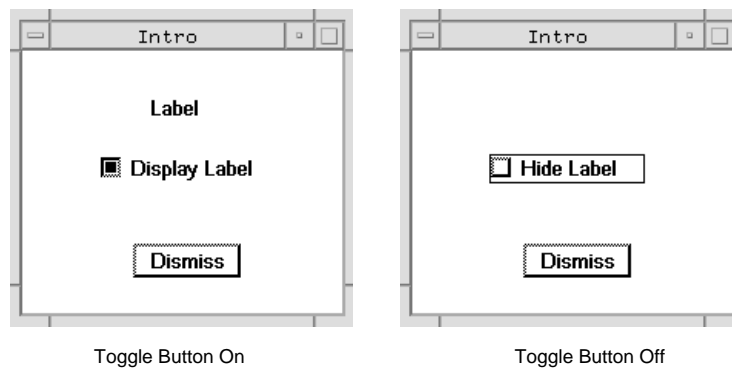 Intro
Label
Display Label
Dismiss
Toggle Button On
Intro
Hide Label
Dismiss
Toggle Button Off